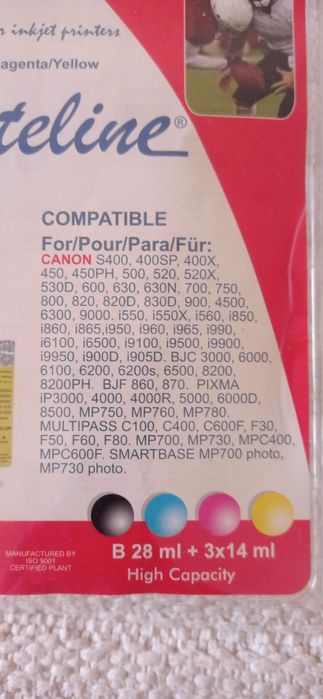 r inkjet printers
agenta/Yellow
teline®
COMPATIBLE
For/Pour/Para/Für:
CANON S400, 400SP, 400X,
450, 450PH, 500, 520, 520X,
530D, 600, 630, 630N, 700, 750,
800, 820, 820D, 830D, 900, 4500,
6300, 9000. i550, i550X, i560, i850,
i860, i865,i950, i960, i965, i990,
i6100, i6500, i9100, i9500, i9900,
i9950, i900D, i905D. BJC 3000, 6000,
6100, 6200, 6200s, 6500, 8200,
8200PH. BJF 860, 870. PIXMA
iP3000, 4000, 4000R, 5000, 6000D,
8500, MP750, MP760, MP780.
MULTIPASS C100, C400, C600F, F30,
F50, F60, F80. MP700, MP730, MPC400,
MPC600F. SMARTBASE MP700 photo,
MP730 photo.
MANUFACTURED BY
ISO 9001
CERTIFIED PLANT
B 28 ml + 3x14 ml
High Capacity